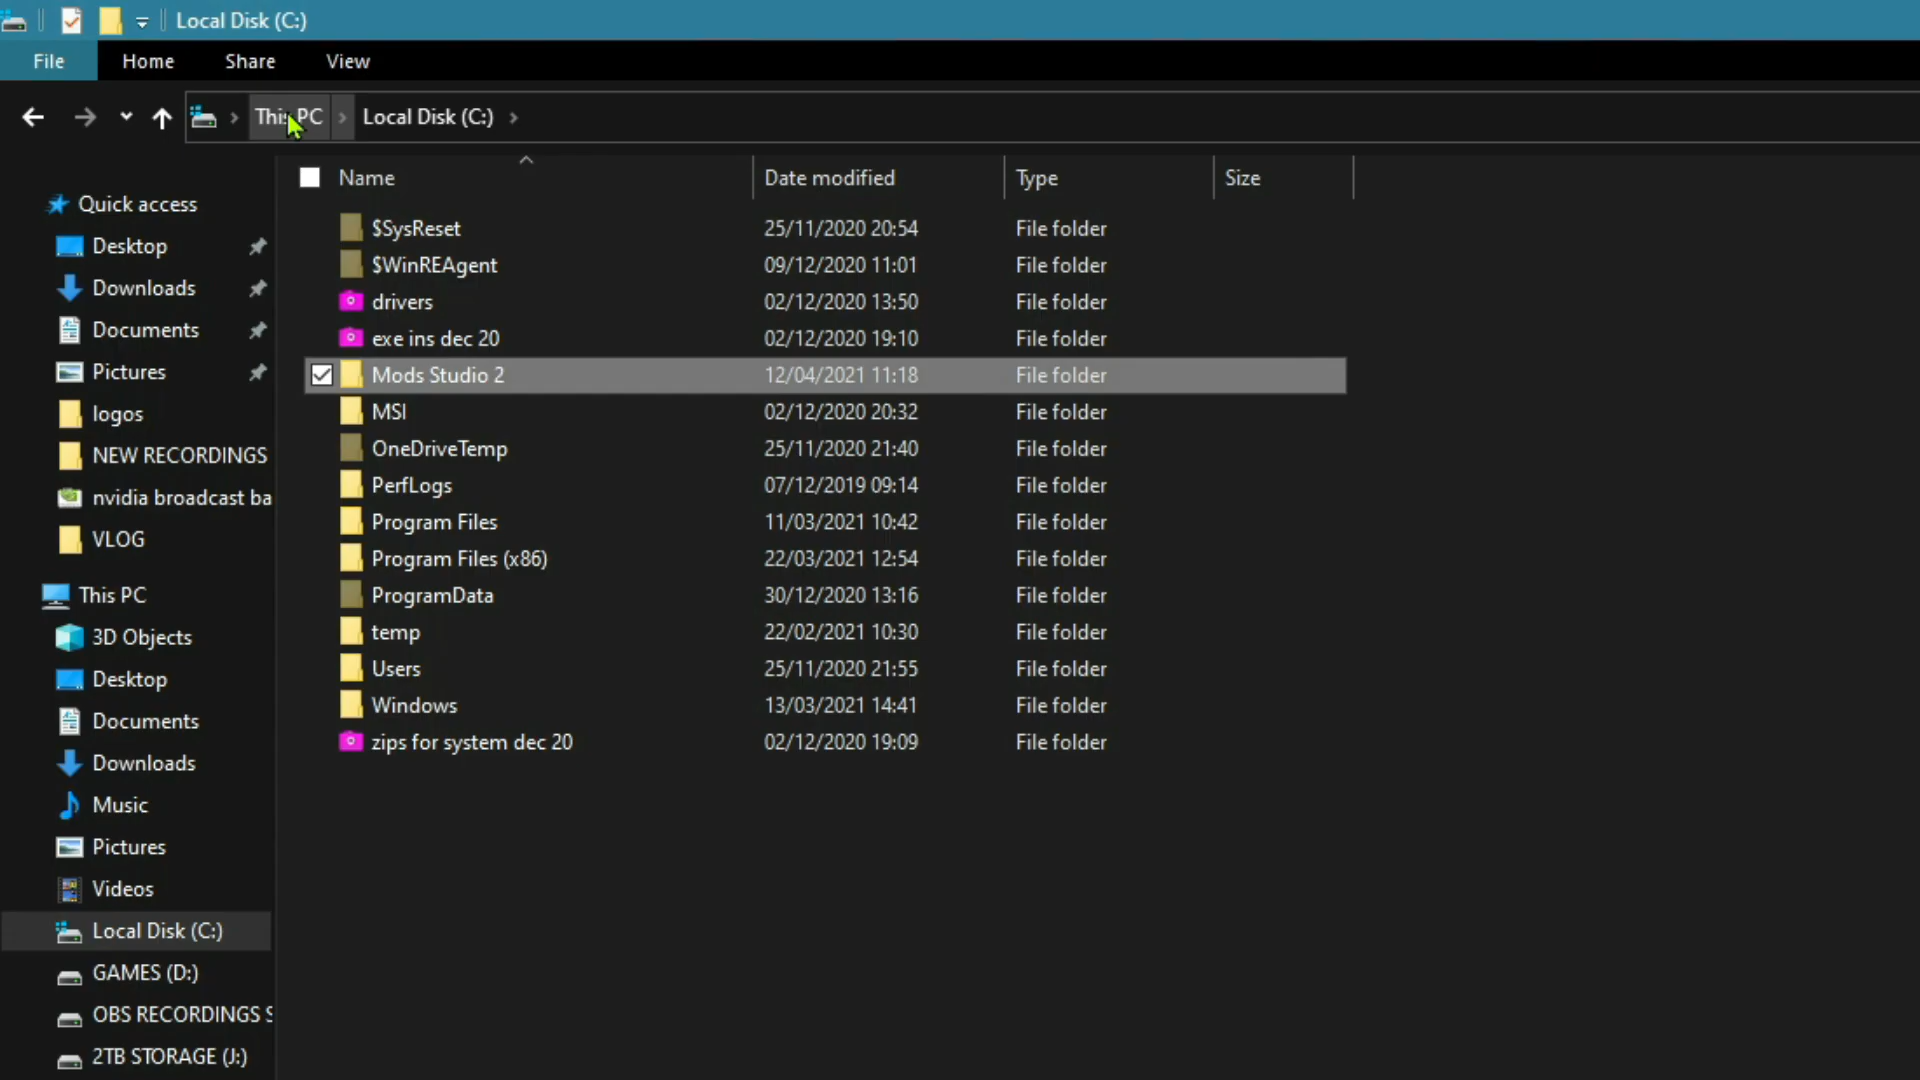 Local Disk (C:)
File Home Share View
This PC Local Disk (C:)
Name Date modified Type Size
Quick access
Desktop
Downloads
Documents
Pictures
logos
NEW RECORDINGS
nvidia broadcast ba
VLOG
This PC
3D Objects
Desktop
Documents
Downloads
Music
Pictures
Videos
Local Disk (C:)
GAMES (D:)
OBS RECORDINGS S
2TB STORAGE (J:)
$SysReset 25/11/2020 20:54 File folder
$WinREAgent 09/12/2020 11:01 File folder
drivers 02/12/2020 13:50 File folder
exe ins dec 20 02/12/2020 19:10 File folder
Mods Studio 2 12/04/2021 11:18 File folder
MSI 02/12/2020 20:32 File folder
OneDriveTemp 25/11/2020 21:40 File folder
PerfLogs 07/12/2019 09:14 File folder
Program Files 11/03/2021 10:42 File folder
Program Files (x86) 22/03/2021 12:54 File folder
ProgramData 30/12/2020 13:16 File folder
temp 22/02/2021 10:30 File folder
Users 25/11/2020 21:55 File folder
Windows 13/03/2021 14:41 File folder
zips for system dec 20 02/12/2020 19:09 File folder